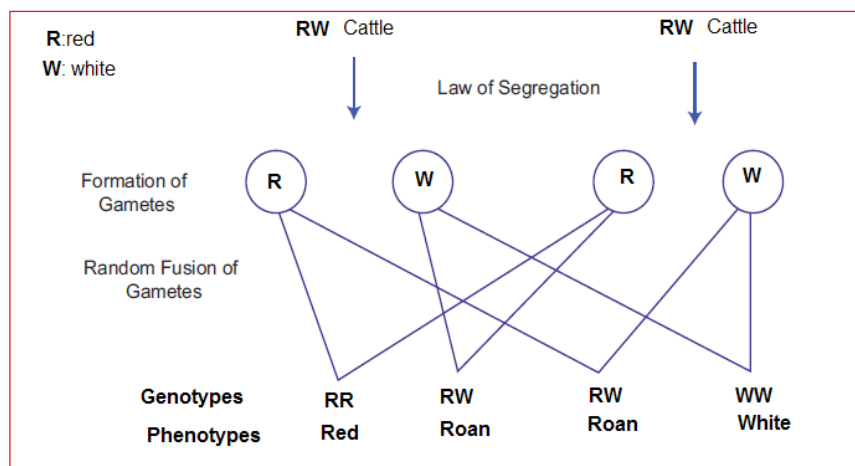 R:red
W: white
RW Cattle
RW Cattle
Law of Segregation
Formation of
Gametes
R
W
R
W
Random Fusion of
Gametes
Genotypes
RR
RW
RW
WW
Phenotypes
Red
Roan
Roan
White